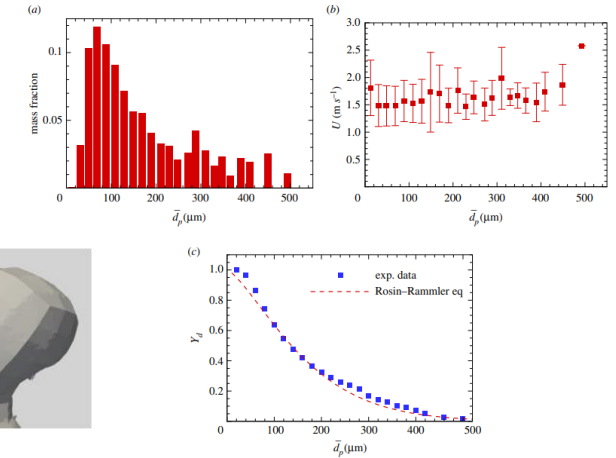 (a)
0.1
0.05
mass fraction
0
100
200
300
400
500
d̅p(μm)
(b)
3.0
2.5
2.0
1.5
1.0
0.5
U (m s⁻¹)
0
100
200
300
400
500
d̅p(μm)
(c)
1.0
0.8
0.6
0.4
0.2
Yd
exp. data
Rosin–Rammler eq
0
100
200
300
400
500
d̅p(μm)